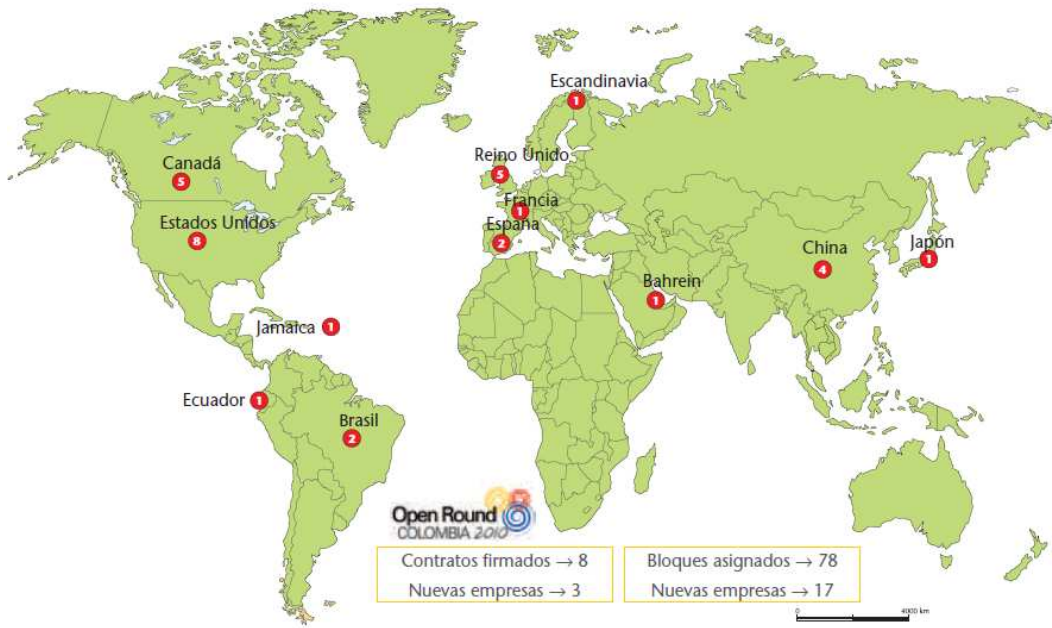 Escandinavia
1
Reino Unido
5
Canadá
5
Francia
1
Estados Unidos
8
España
2
China
4
Japón
1
Bahrein
1
Jamaica
1
Ecuador
1
Brasil
2
Open Round
COLOMBIA 2010
Contratos firmados → 8
Nuevas empresas → 3
Bloques asignados → 78
Nuevas empresas → 17
0
4000 km